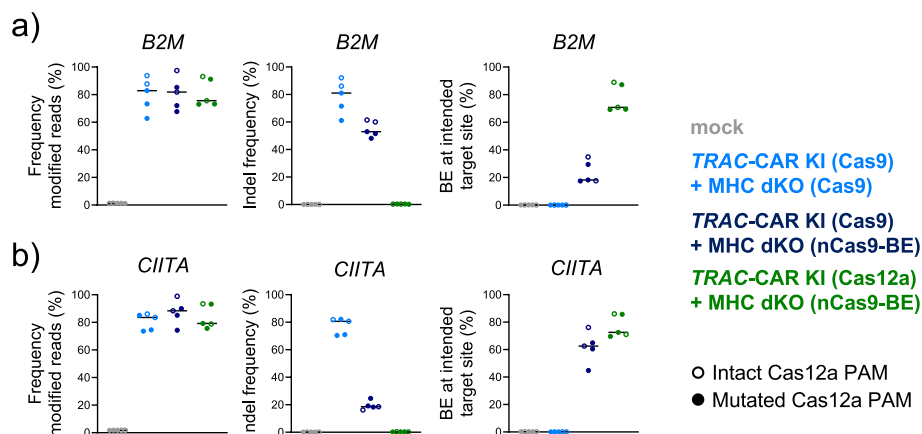 a)
B2M
B2M
B2M
Frequency
modified reads (%)
100
80
60
40
20
0
Indel frequency (%)
100
80
60
40
20
0
BE at intended
target site (%)
100
80
60
40
20
0
b)
CIITA
CIITA
CIITA
Frequency
modified reads (%)
100
80
60
40
20
0
ndel frequency (%)
100
80
60
40
20
0
BE at intended
target site (%)
100
80
60
40
20
0
mock
TRAC-CAR KI (Cas9)
+ MHC dKO (Cas9)
TRAC-CAR KI (Cas9)
+ MHC dKO (nCas9-BE)
TRAC-CAR KI (Cas12a)
+ MHC dKO (nCas9-BE)
Intact Cas12a PAM
Mutated Cas12a PAM